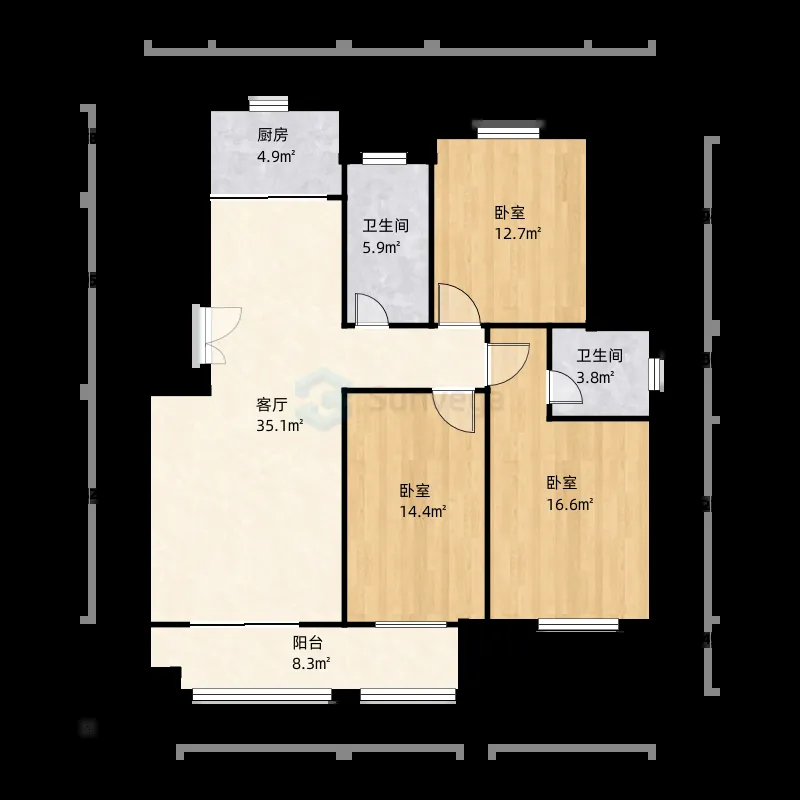 厨房
4.9㎡
卧室
12.7㎡
卫生间
5.9㎡
卫生间
3.8㎡
客厅
35.1㎡
Sunvega
卧室
14.4㎡
卧室
16.6㎡
阳台
8.3㎡